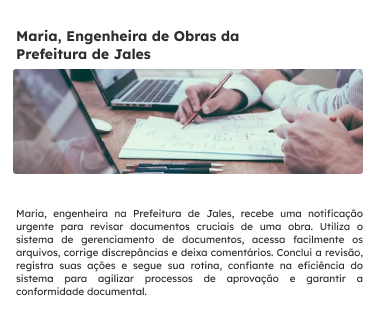 Maria, Engenheira de Obras da
Prefeitura de Jales
Maria, engenheira na Prefeitura de Jales, recebe uma notificação
urgente para revisar documentos cruciais de uma obra. Utiliza o
sistema de gerenciamento de documentos, acessa facilmente os
arquivos, corrige discrepâncias e deixa comentários. Conclui a revisão,
registra suas ações e segue sua rotina, confiante na eficiência do
sistema para agilizar processos de aprovação e garantir a
conformidade documental.